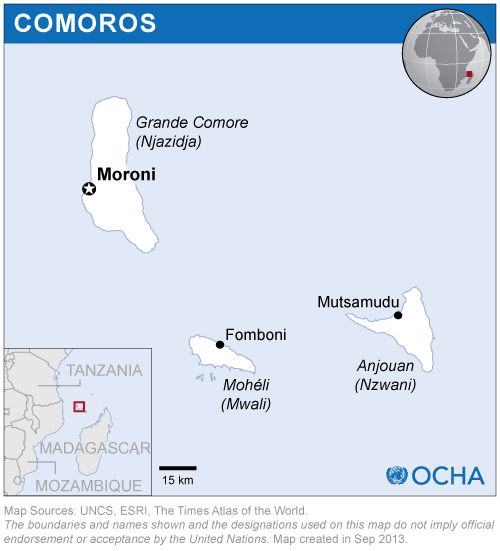 COMOROS
Grande Comore
(Njazidja)
Moroni
Mutsamudu
Fomboni
Anjouan
(Nzwani)
Mohéli
(Mwali)
TANZANIA
MADAGASCAR
MOZAMBIQUE
15 km
OCHA
Map Sources: UNCS, ESRI, The Times Atlas of the World.
The boundaries and names shown and the designations used on this map do not imply official
endorsement or acceptance by the United Nations. Map created in Sep 2013.